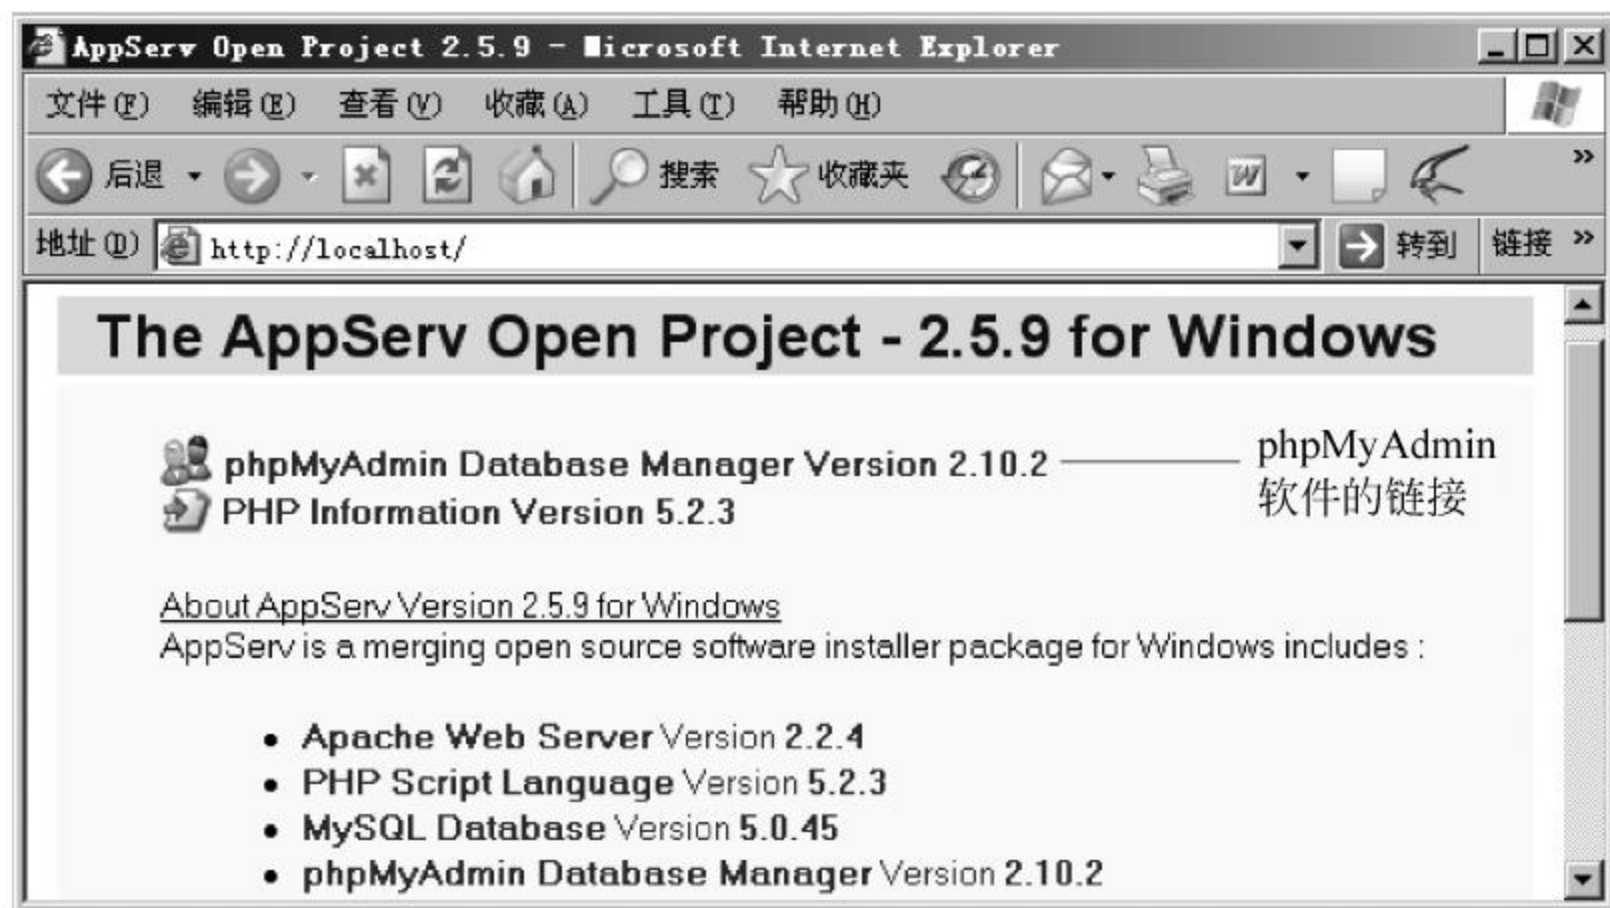 AppServ Open Project 2.5.9 - Microsoft Internet Explorer
文件(F) 编辑(E) 查看(V) 收藏(A) 工具(T) 帮助(H)
后退 搜索 收藏夹 »
地址(D) http://localhost/ 转到 链接 »
The AppServ Open Project - 2.5.9 for Windows
phpMyAdmin Database Manager Version 2.10.2
phpMyAdmin
软件的链接
PHP Information Version 5.2.3
About AppServ Version 2.5.9 for Windows
AppServ is a merging open source software installer package for Windows includes :
• Apache Web Server Version 2.2.4
• PHP Script Language Version 5.2.3
• MySQL Database Version 5.0.45
• phpMyAdmin Database Manager Version 2.10.2